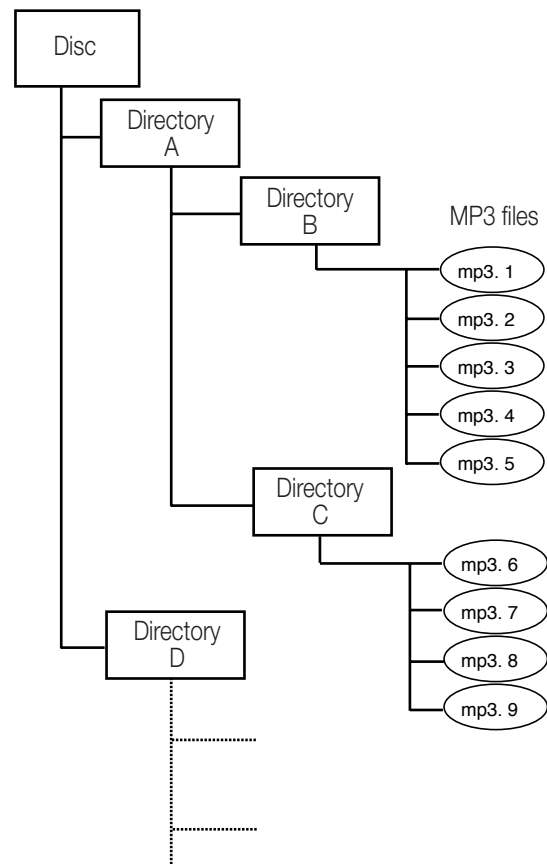 Disc
Directory
A
Directory
B
MP3 files
mp3. 1
mp3. 2
mp3. 3
mp3. 4
mp3. 5
Directory
C
mp3. 6
mp3. 7
mp3. 8
mp3. 9
Directory
D